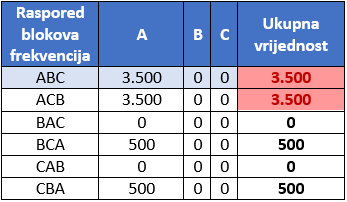 Raspored blokova frekvencija A B C Ukupna vrijednost
ABC 3.500 0 0 3.500
ACB 3.500 0 0 3.500
BAC 0 0 0 0
BCA 500 0 0 500
CAB 0 0 0 0
CBA 500 0 0 500